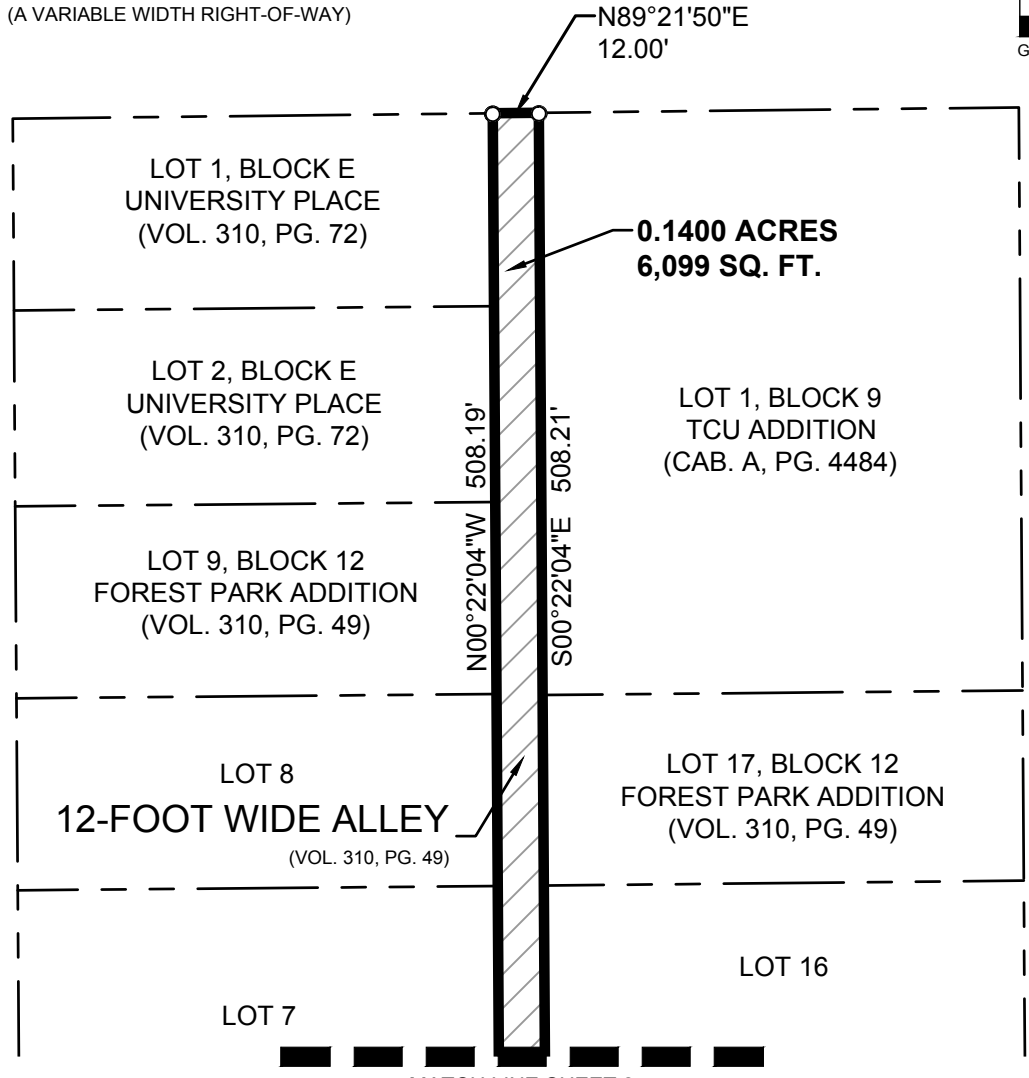 (A VARIABLE WIDTH RIGHT-OF-WAY)
N89°21'50"E
12.00'
G
LOT 1, BLOCK E
UNIVERSITY PLACE
(VOL. 310, PG. 72)
0.1400 ACRES
6,099 SQ. FT.
LOT 2, BLOCK E
UNIVERSITY PLACE
(VOL. 310, PG. 72)
LOT 1, BLOCK 9
TCU ADDITION
(CAB. A, PG. 4484)
N00°22'04"W 508.19'
S00°22'04"E 508.21'
LOT 9, BLOCK 12
FOREST PARK ADDITION
(VOL. 310, PG. 49)
LOT 8
12-FOOT WIDE ALLEY
(VOL. 310, PG. 49)
LOT 17, BLOCK 12
FOREST PARK ADDITION
(VOL. 310, PG. 49)
LOT 16
LOT 7